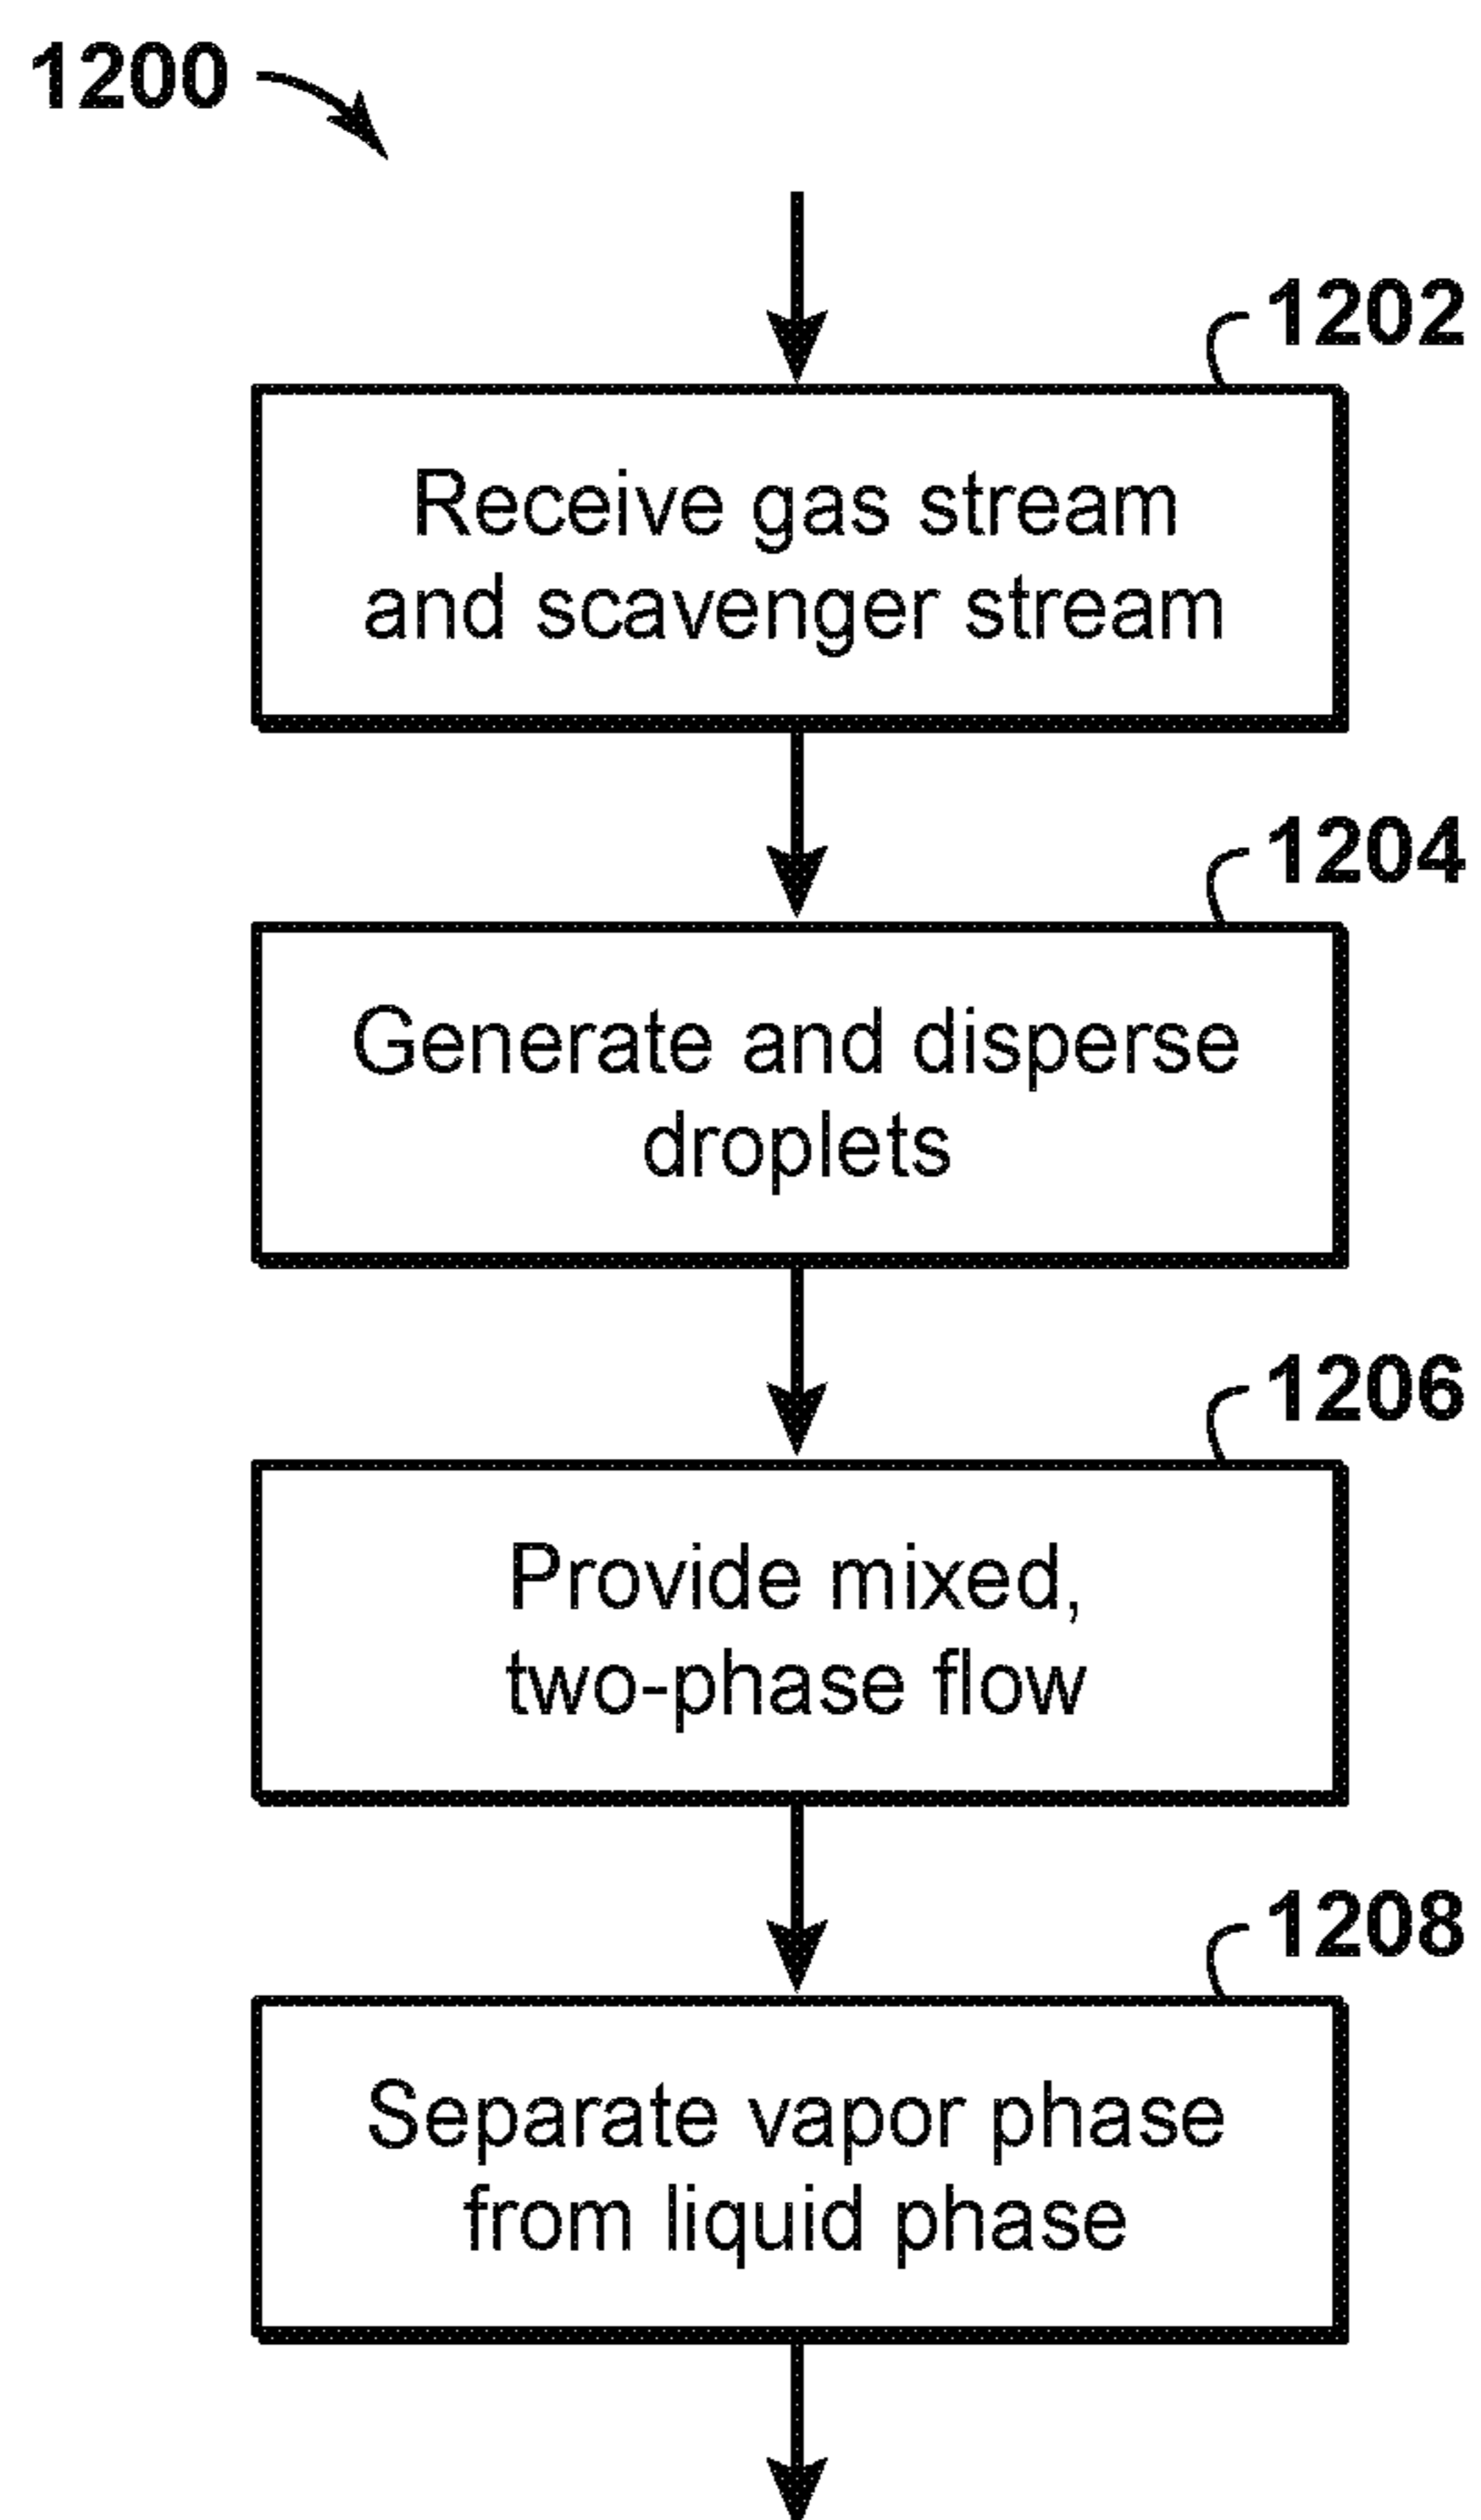 1200
1202
Receive gas stream
and scavenger stream
1204
Generate and disperse
droplets
1206
Provide mixed,
two-phase flow
1208
Separate vapor phase
from liquid phase